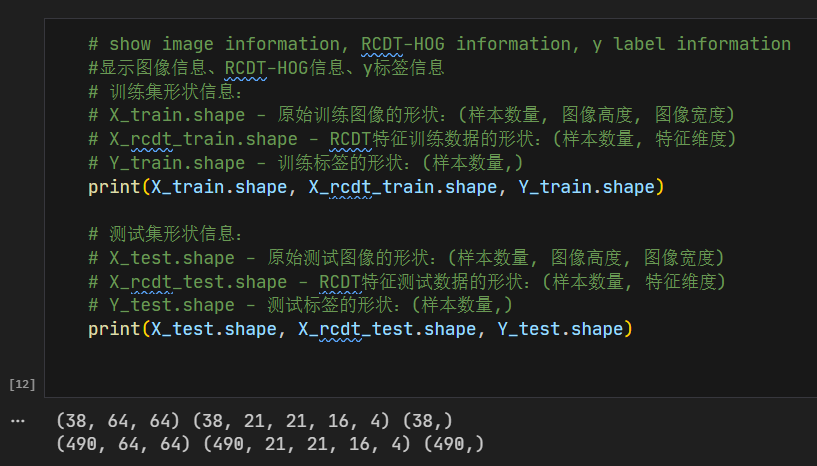 # show image information, RCDT-HOG information, y label information
#显示图像信息、RCDT-HOG信息、y标签信息
# 训练集形状信息：
# X_train.shape - 原始训练图像的形状：(样本数量, 图像高度, 图像宽度)
# X_rcdt_train.shape - RCDT特征训练数据的形状：(样本数量, 特征维度)
# Y_train.shape - 训练标签的形状：(样本数量,)
print(X_train.shape, X_rcdt_train.shape, Y_train.shape)
# 测试集形状信息：
# X_test.shape - 原始测试图像的形状：(样本数量, 图像高度, 图像宽度)
# X_rcdt_test.shape - RCDT特征测试数据的形状：(样本数量, 特征维度)
# Y_test.shape - 测试标签的形状：(样本数量,)
print(X_test.shape, X_rcdt_test.shape, Y_test.shape)
[12]
... (38, 64, 64) (38, 21, 21, 16, 4) (38,)
(490, 64, 64) (490, 21, 21, 16, 4) (490,)